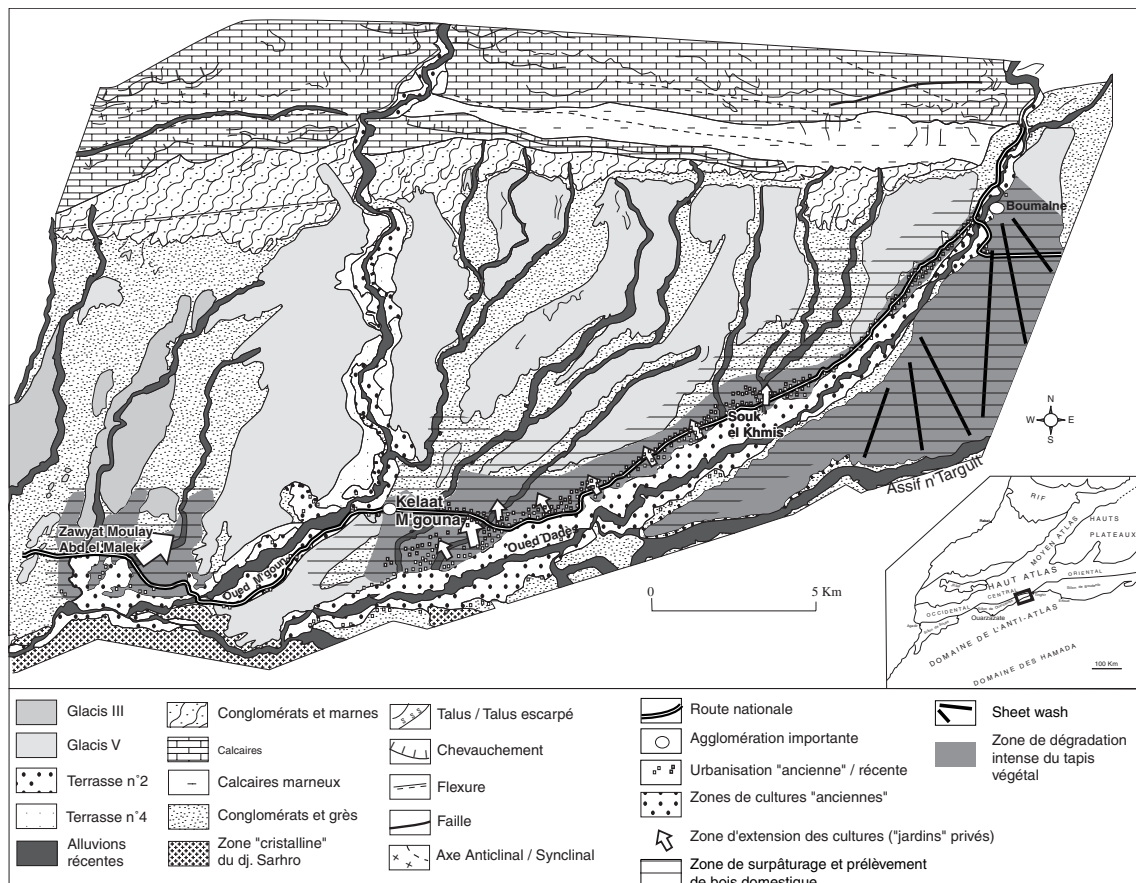 Boumalne
Souk
el Khmis
Kelaat
M'gouna
Zawyat Moulay
Abd el Malek
Oued M'goun
Oued Dadès
Assif n'Targuit
N
W E
S
0 5 Km
RIF
MOYEN ATLAS
HAUTS
PLATEAUX
HAUT ATLAS
ORIENTAL
CENTRAL
OCCIDENTAL
Ouarzazate
DOMAINE DE L'ANTI-ATLAS
DOMAINE DES HAMADA
100 Km
Glacis III
Glacis V
Terrasse n°2
Terrasse n°4
Alluvions
récentes
Conglomérats et marnes
Calcaires
Calcaires marneux
Conglomérats et grès
Zone "cristalline"
du dj. Sarhro
Talus / Talus escarpé
Chevauchement
Flexure
Faille
Axe Anticlinal / Synclinal
Route nationale
Agglomération importante
Urbanisation "ancienne" / récente
Zones de cultures "anciennes"
Zone d'extension des cultures ("jardins" privés)
Zone de surpâturage et prélèvement
de bois domestique
Sheet wash
Zone de dégradation
intense du tapis
végétal